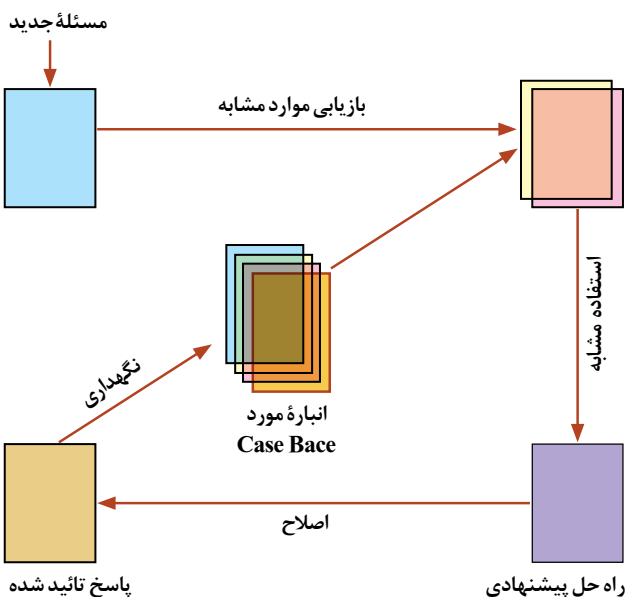 مسئلهٔ جدید
بازیابی موارد مشابه
استفاده مشابه
نگهداری
انبارهٔ مورد
Case Bace
اصلاح
راه حل پیشنهادی
پاسخ تائید شده